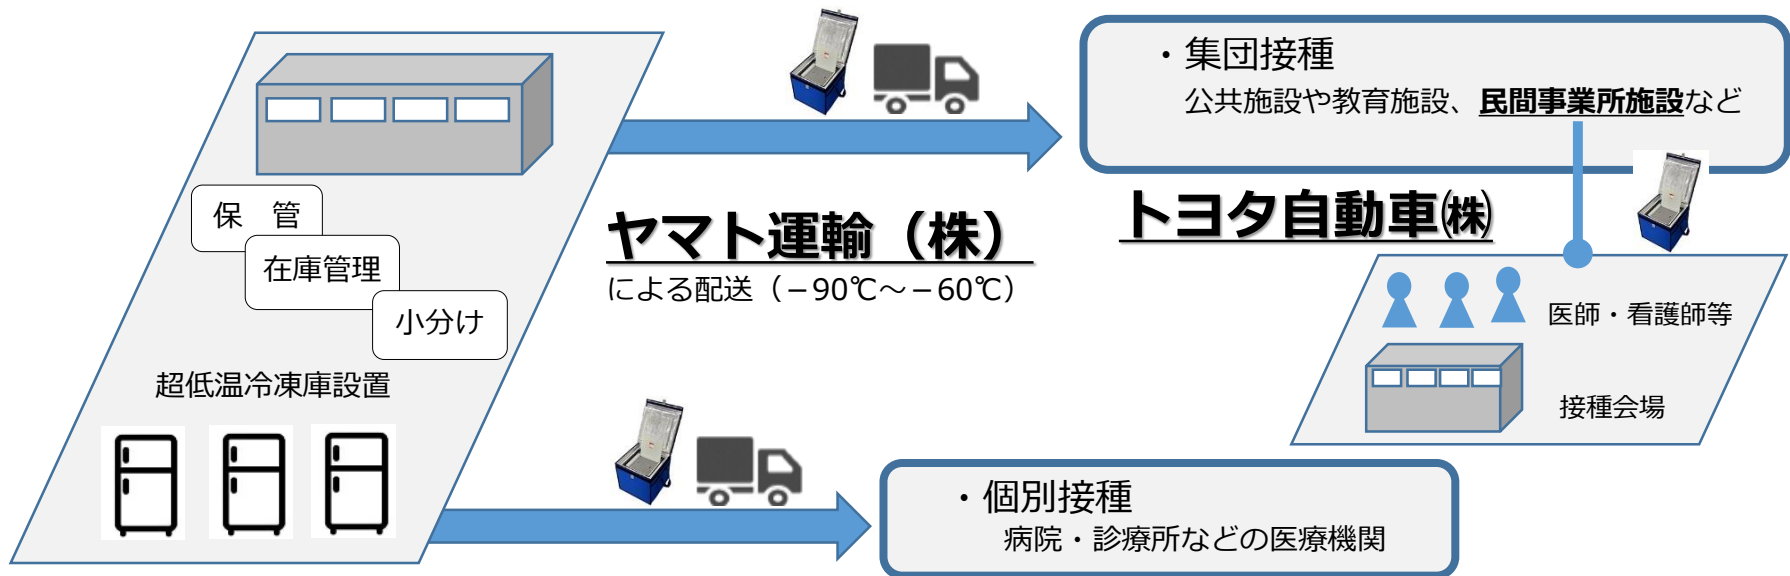 ・集団接種
公共施設や教育施設、民間事業所施設など
保　管
在庫管理
小分け
超低温冷凍庫設置
ヤマト運輸（株）
による配送（－90℃～－60℃）
トヨタ自動車㈱
医師・看護師等
接種会場
・個別接種
病院・診療所などの医療機関